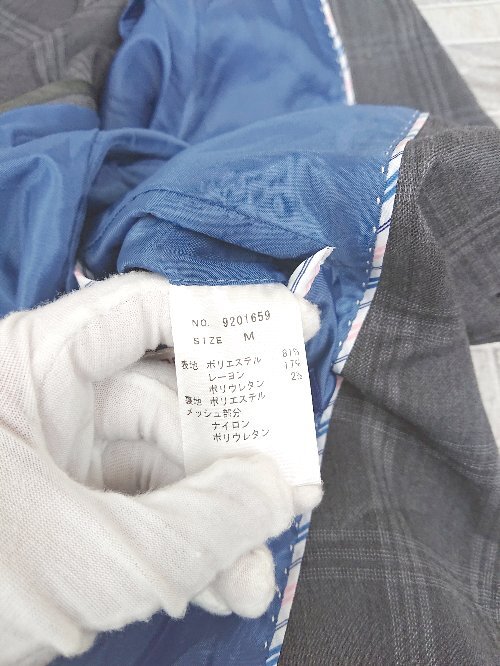 NO. 9201659
SIZE M
表地 ポリエステル 81%
レーヨン 17%
ポリウレタン 2%
裏地 ポリエステル
メッシュ部分
ナイロン
ポリウレタン